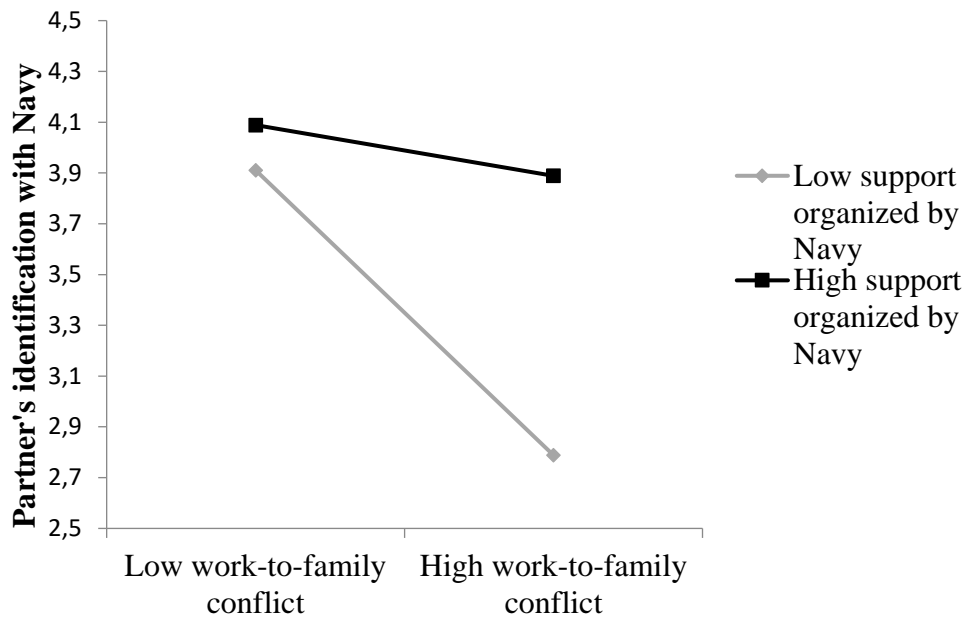 Partner's identification with Navy
4,5
4,3
4,1
3,9
3,7
3,5
3,3
3,1
2,9
2,7
2,5
Low work-to-family
conflict
High work-to-family
conflict
Low support
organized by
Navy
High support
organized by
Navy